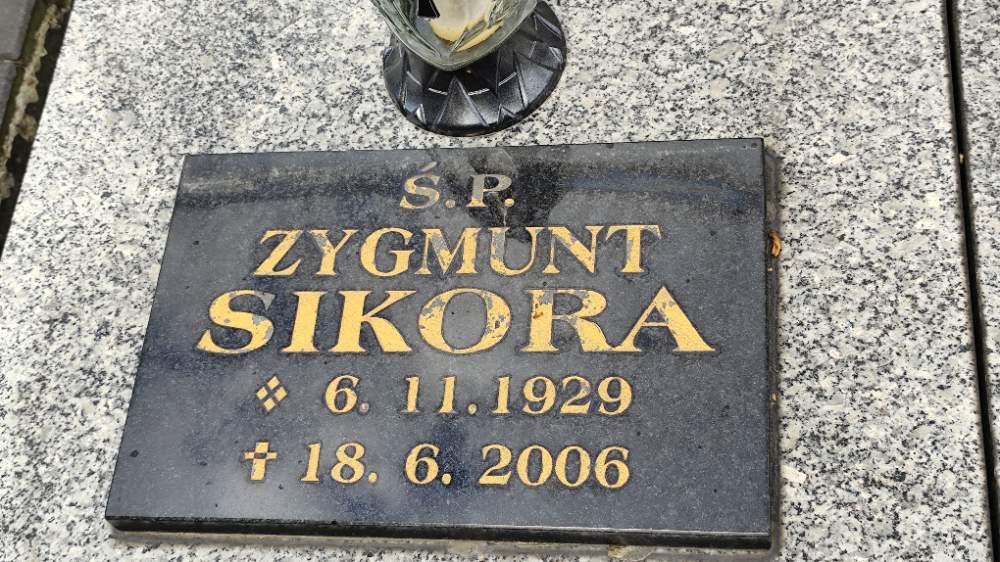 Ś.P.
ZYGMUNT
SIKORA
6. 11. 1929
18. 6. 2006